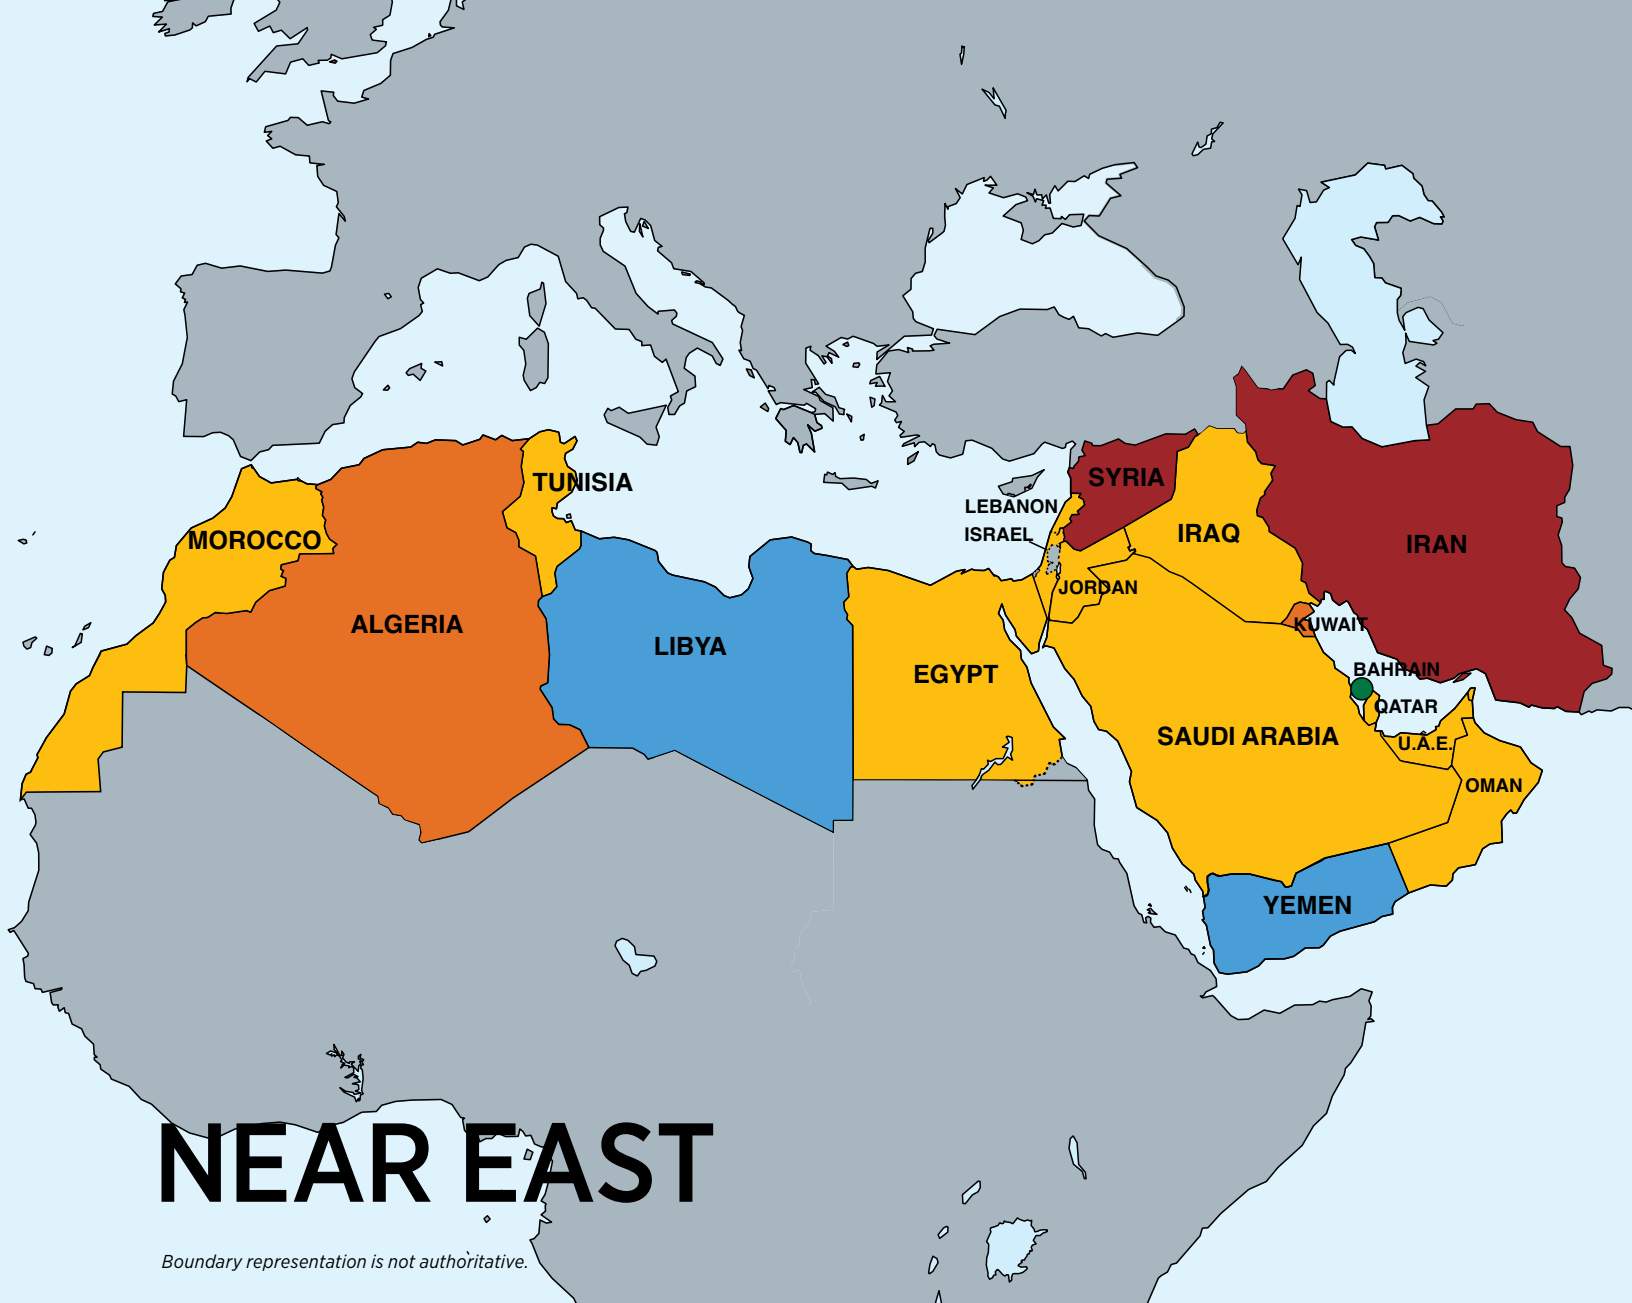 SYRIA
TUNISIA
LEBANON
ISRAEL
MOROCCO
IRAQ
IRAN
JORDAN
ALGERIA
KUWAIT
LIBYA
EGYPT
BAHRAIN
QATAR
SAUDI ARABIA
U.A.E.
OMAN
YEMEN
NEAR EAST
Boundary representation is not authoritative.